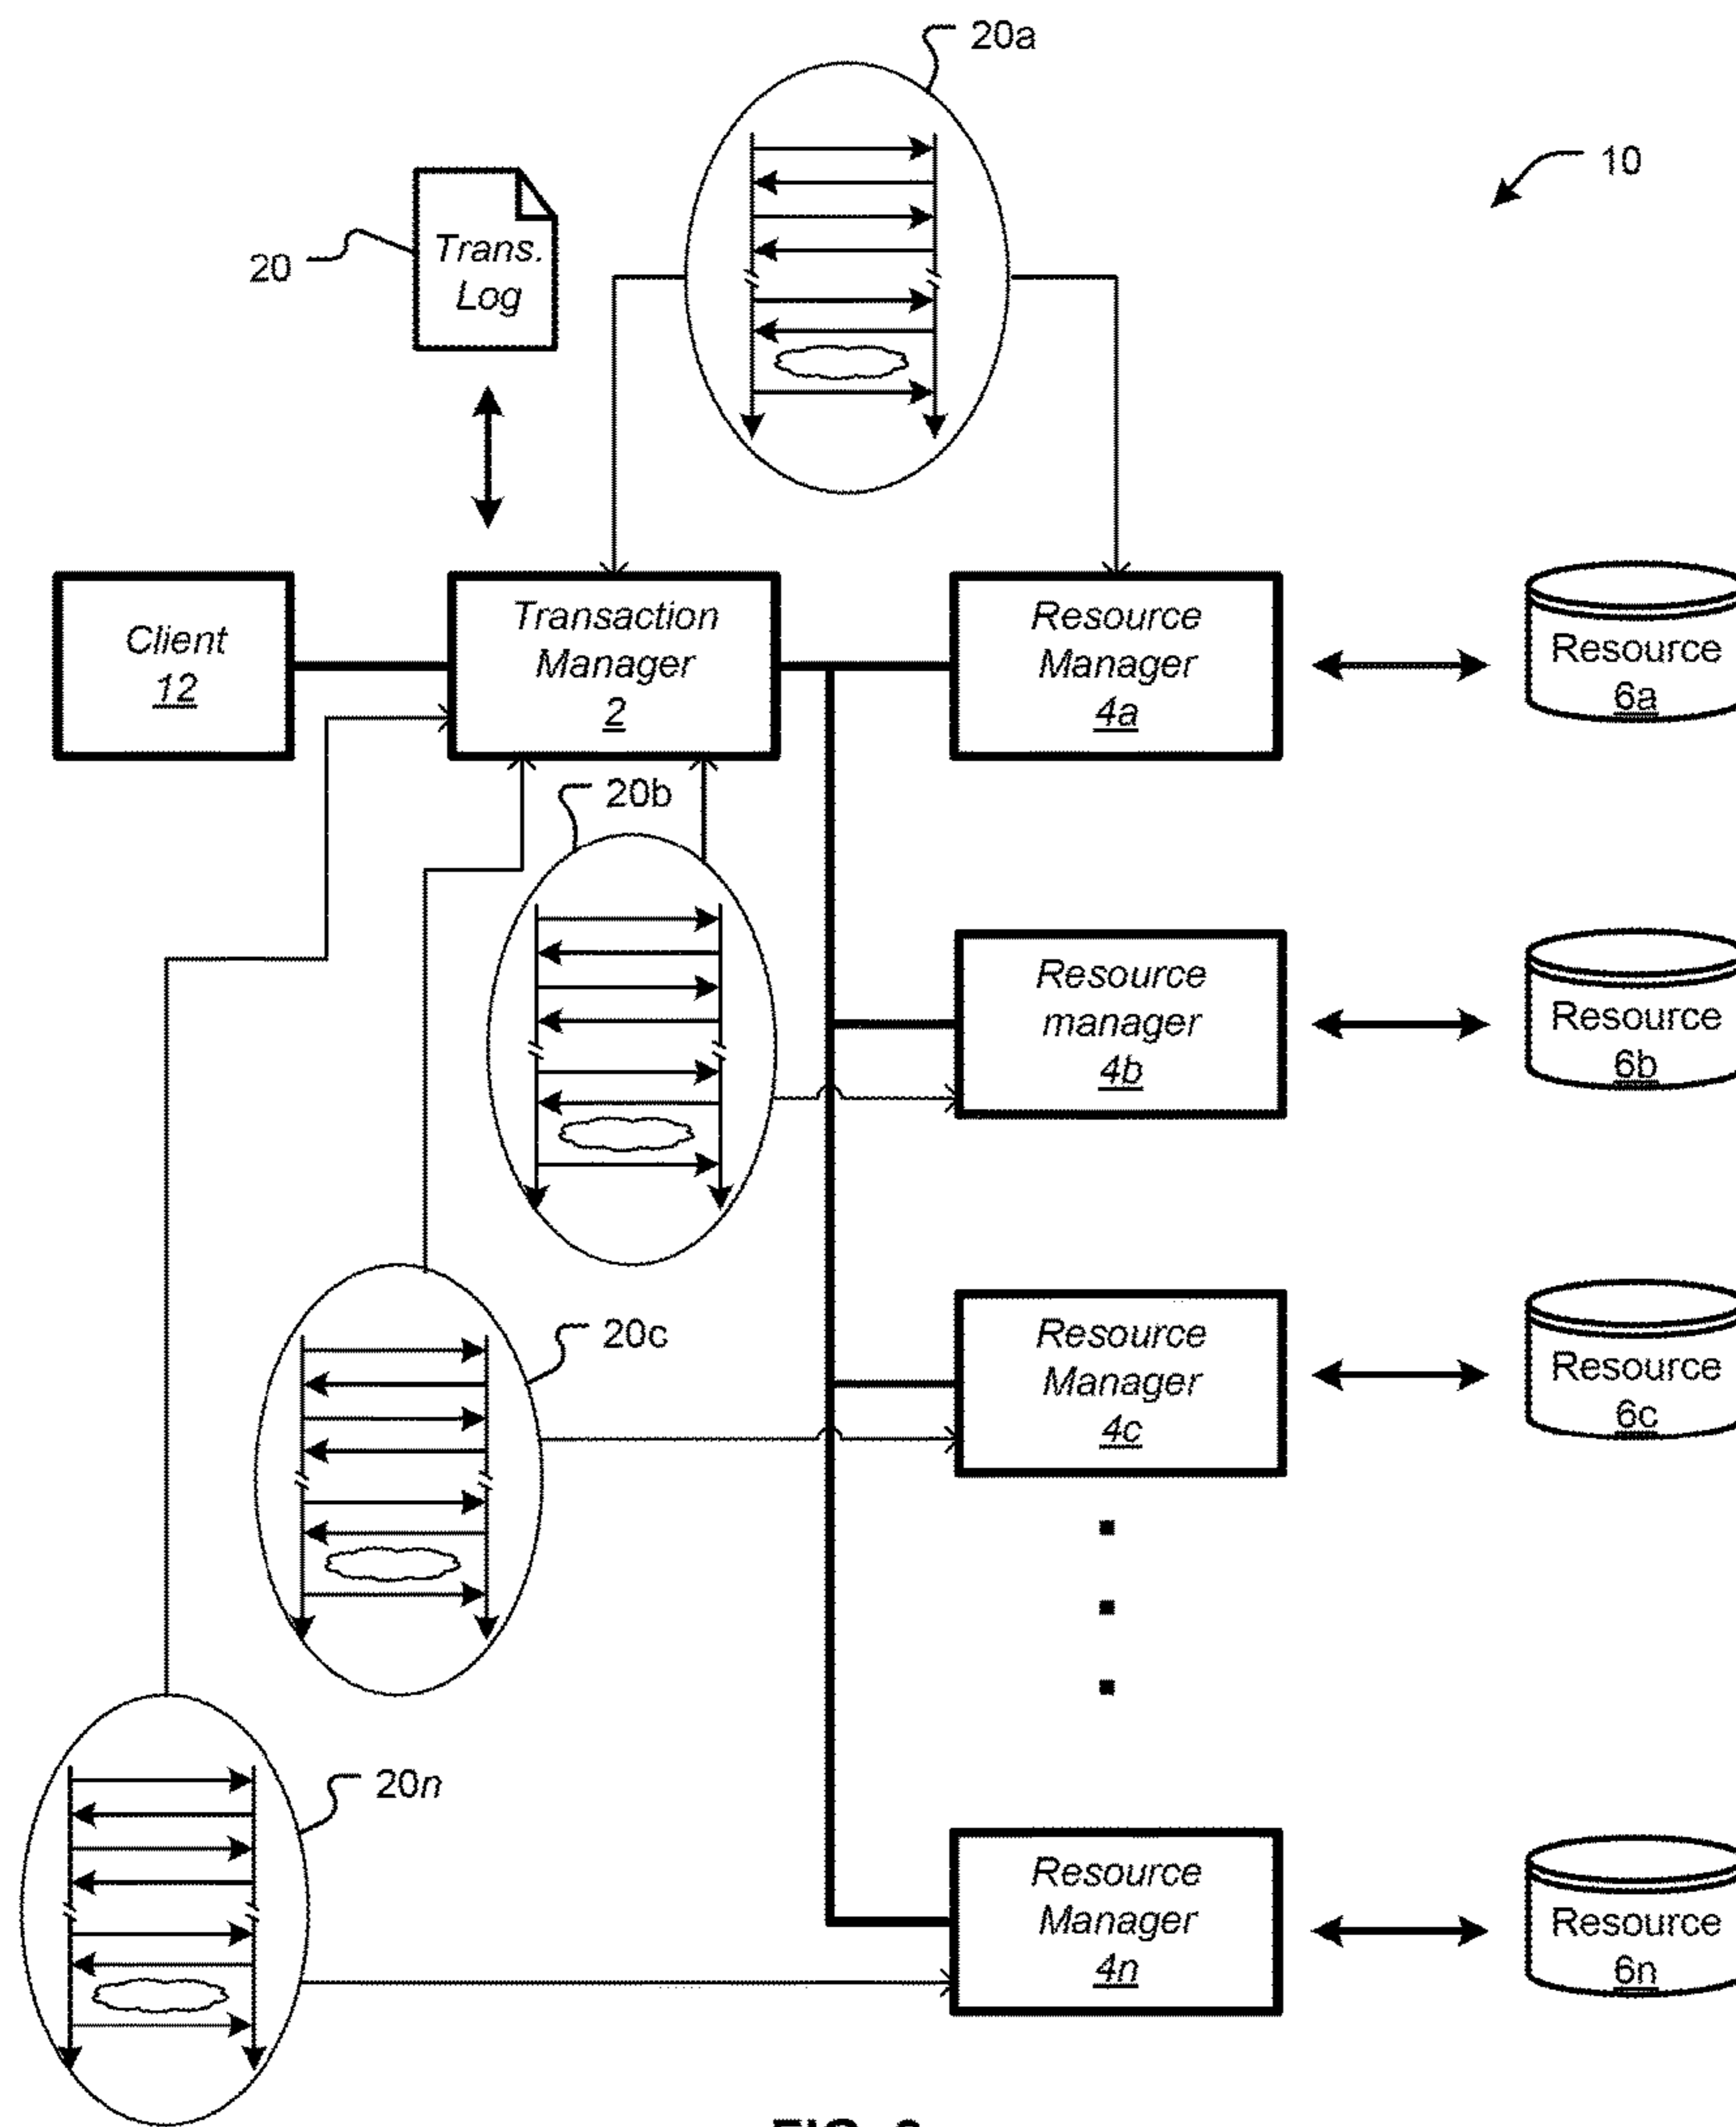 20a
10
20
Trans.
Log
Client
12
Transaction
Manager
2
Resource
Manager
4a
Resource
6a
20b
Resource
manager
4b
Resource
6b
20c
Resource
Manager
4c
Resource
6c
20n
Resource
Manager
4n
Resource
6n